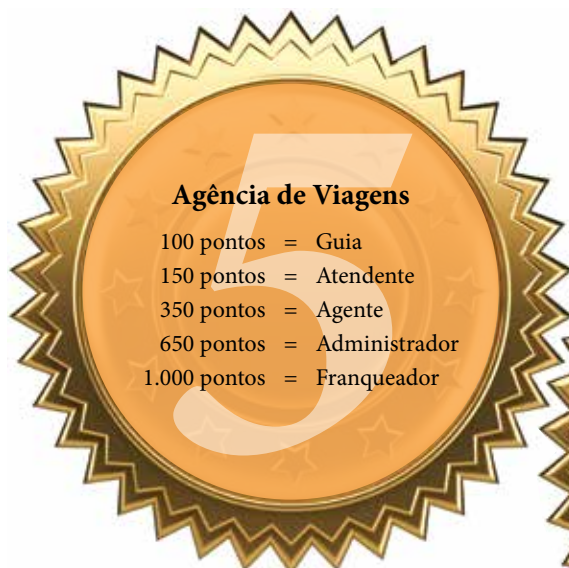 5
Agência de Viagens
100 pontos = Guia
150 pontos = Atendente
350 pontos = Agente
650 pontos = Administrador
1.000 pontos = Franqueador